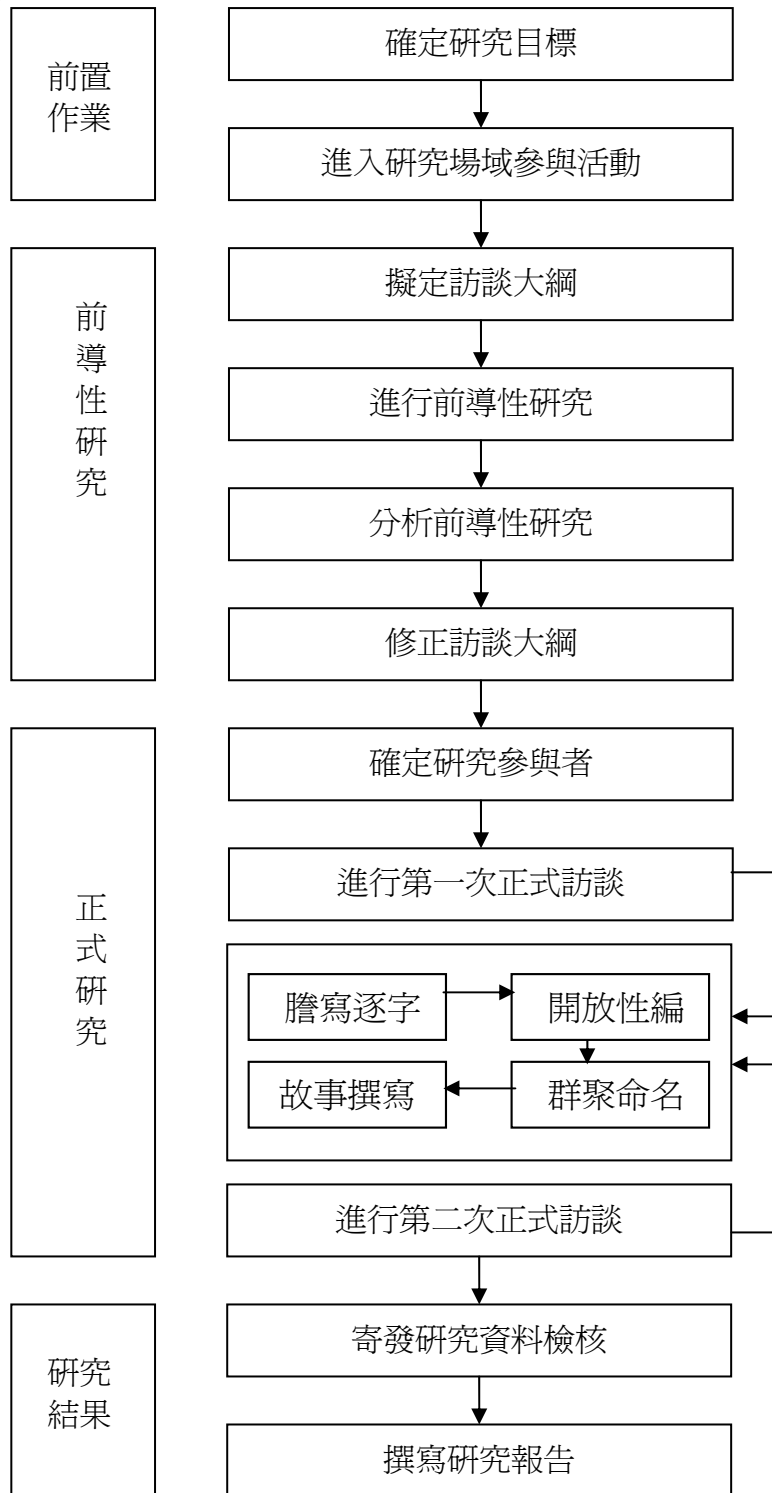 前置
作業
確定研究目標
進入研究場域參與活動
前
導
性
研
究
擬定訪談大綱
進行前導性研究
分析前導性研究
修正訪談大綱
正
式
研
究
確定研究參與者
進行第一次正式訪談
謄寫逐字
開放性編
故事撰寫
群聚命名
進行第二次正式訪談
研究
結果
寄發研究資料檢核
撰寫研究報告